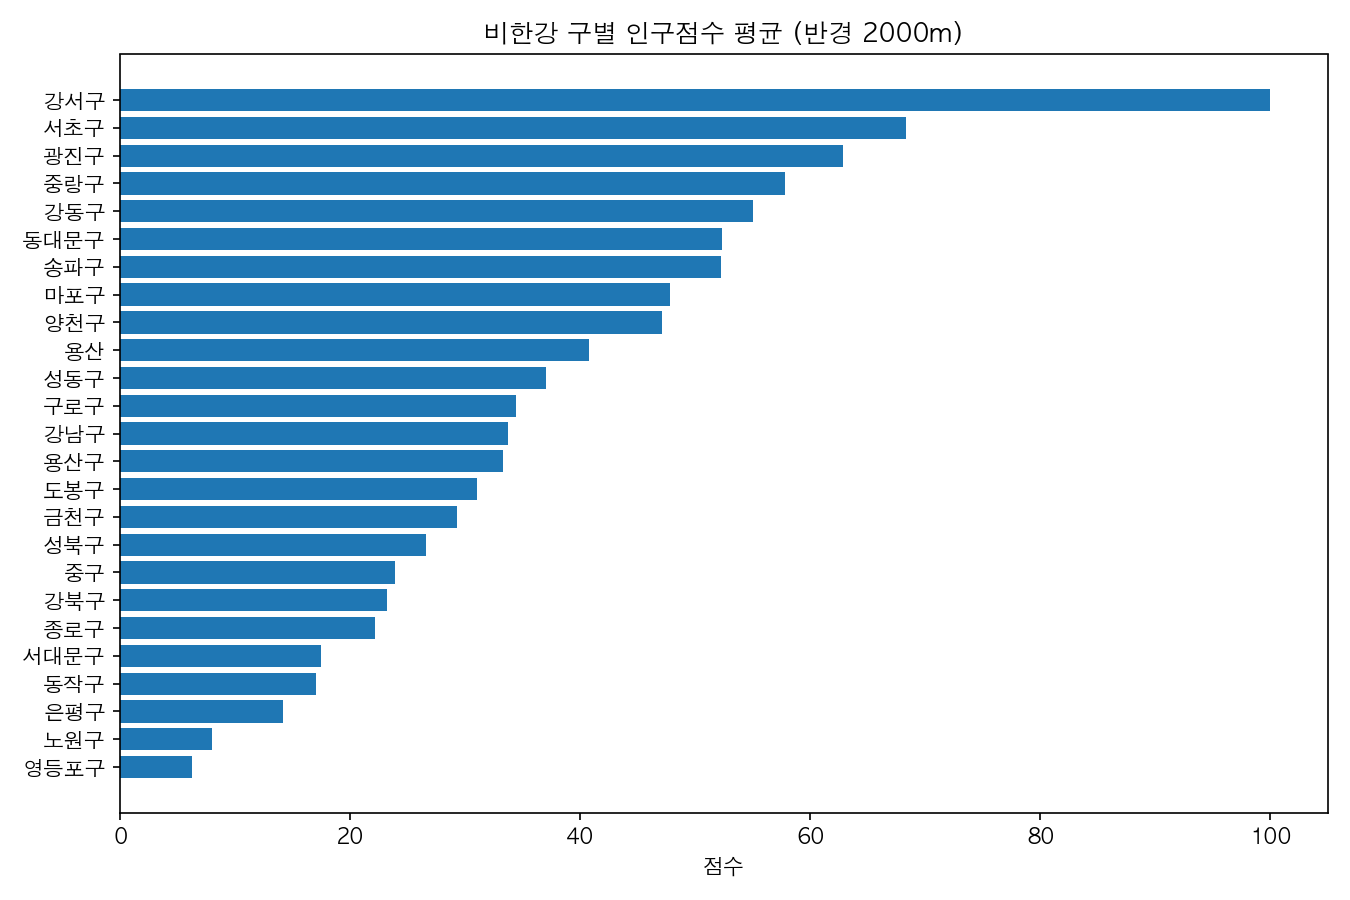 비한강 구별 인구점수 평균 (반경 2000m)
강서구
서초구
광진구
중랑구
강동구
동대문구
송파구
마포구
양천구
용산
성동구
구로구
강남구
용산구
도봉구
금천구
성북구
중구
강북구
종로구
서대문구
동작구
은평구
노원구
영등포구
0 20 40 60 80 100
점수